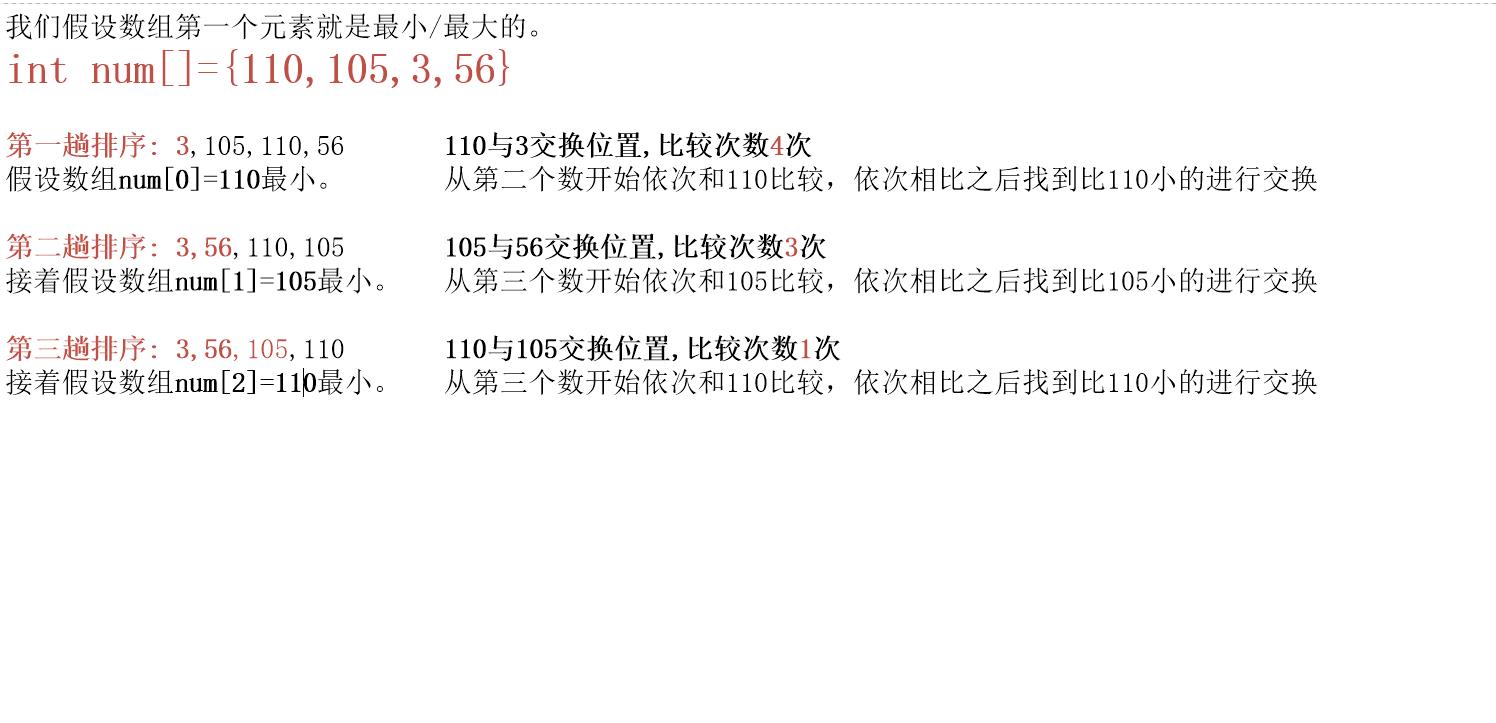 我们假设数组第一个元素就是最小/最大的。
int num[]={110,105,3,56}
第一趟排序: 3,105,110,56 110与3交换位置,比较次数4次
假设数组num[0]=110最小。 从第二个数开始依次和110比较，依次相比之后找到比110小的进行交换
第二趟排序: 3,56,110,105 105与56交换位置,比较次数3次
接着假设数组num[1]=105最小。 从第三个数开始依次和105比较，依次相比之后找到比105小的进行交换
第三趟排序: 3,56,105,110 110与105交换位置,比较次数1次
接着假设数组num[2]=110最小。 从第三个数开始依次和110比较，依次相比之后找到比110小的进行交换